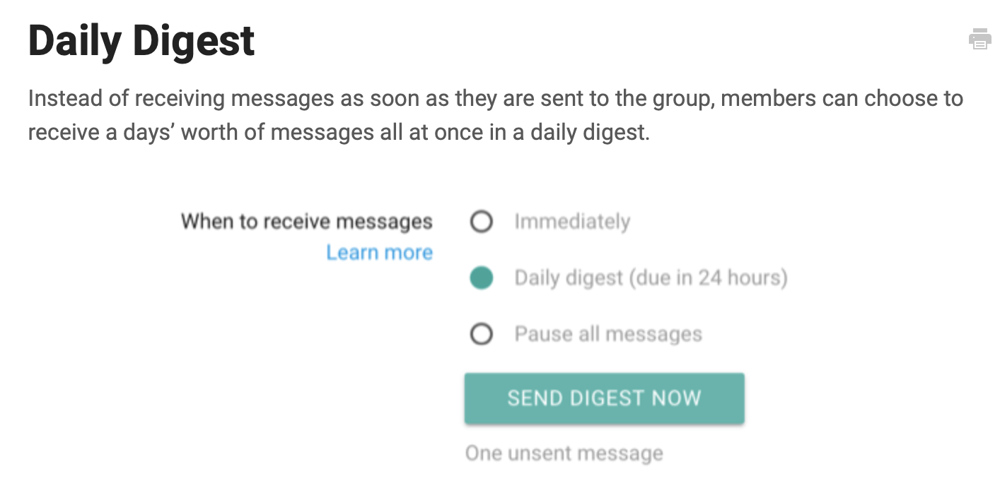 Daily Digest
Instead of receiving messages as soon as they are sent to the group, members can choose to
receive a days’ worth of messages all at once in a daily digest.
When to receive messages
Learn more
Immediately
Daily digest (due in 24 hours)
Pause all messages
SEND DIGEST NOW
One unsent message